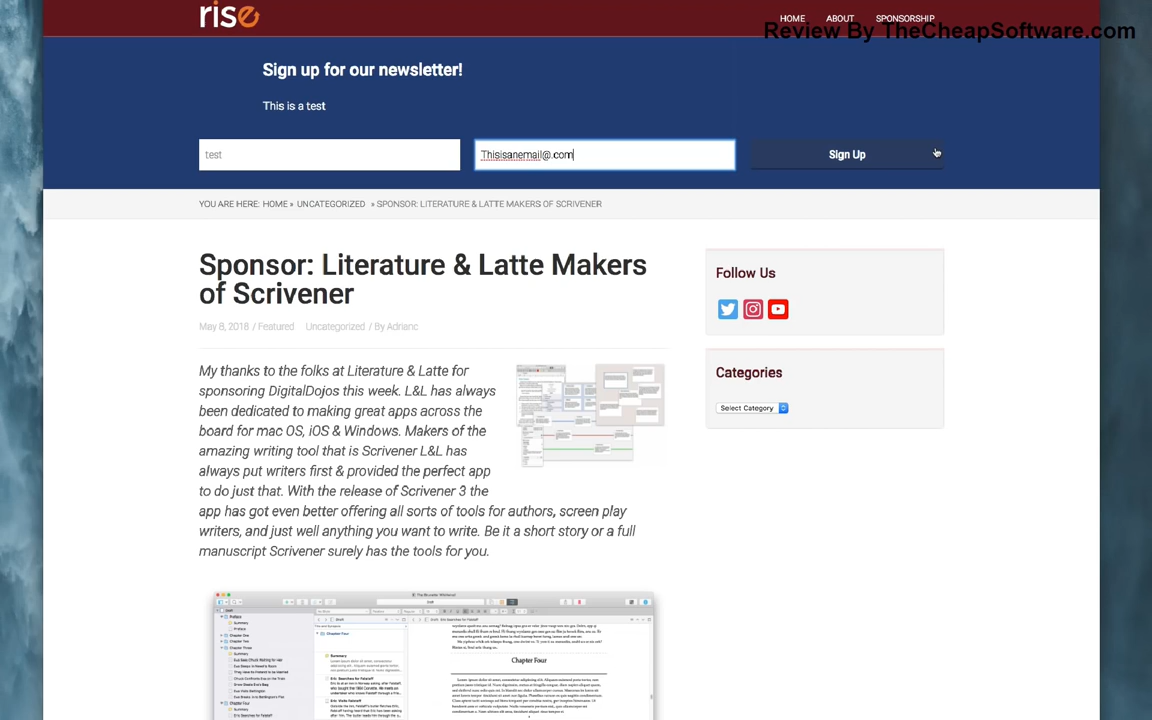 rise
HOME ABOUT SPONSORSHIP
Review By TheCheapSoftware.com
Sign up for our newsletter!
This is a test
test
Thisisanemail@.com
Sign Up
YOU ARE HERE: HOME » UNCATEGORIZED » SPONSOR: LITERATURE & LATTE MAKERS OF SCRIVENER
Sponsor: Literature & Latte Makers
of Scrivener
May 8, 2018 / Featured Uncategorized / By Adrianc
My thanks to the folks at Literature & Latte for
sponsoring DigitalDojos this week. L&L has always
been dedicated to making great apps across the
board for mac OS, iOS & Windows. Makers of the
amazing writing tool that is Scrivener L&L has
always put writers first & provided the perfect app
to do just that. With the release of Scrivener 3 the
app has got even better offering all sorts of tools for authors, screen play
writers, and just well anything you want to write. Be it a short story or a full
manuscript Scrivener surely has the tools for you.
Follow Us
Categories
Select Category
Chapter Four
Summary
Chapter Four